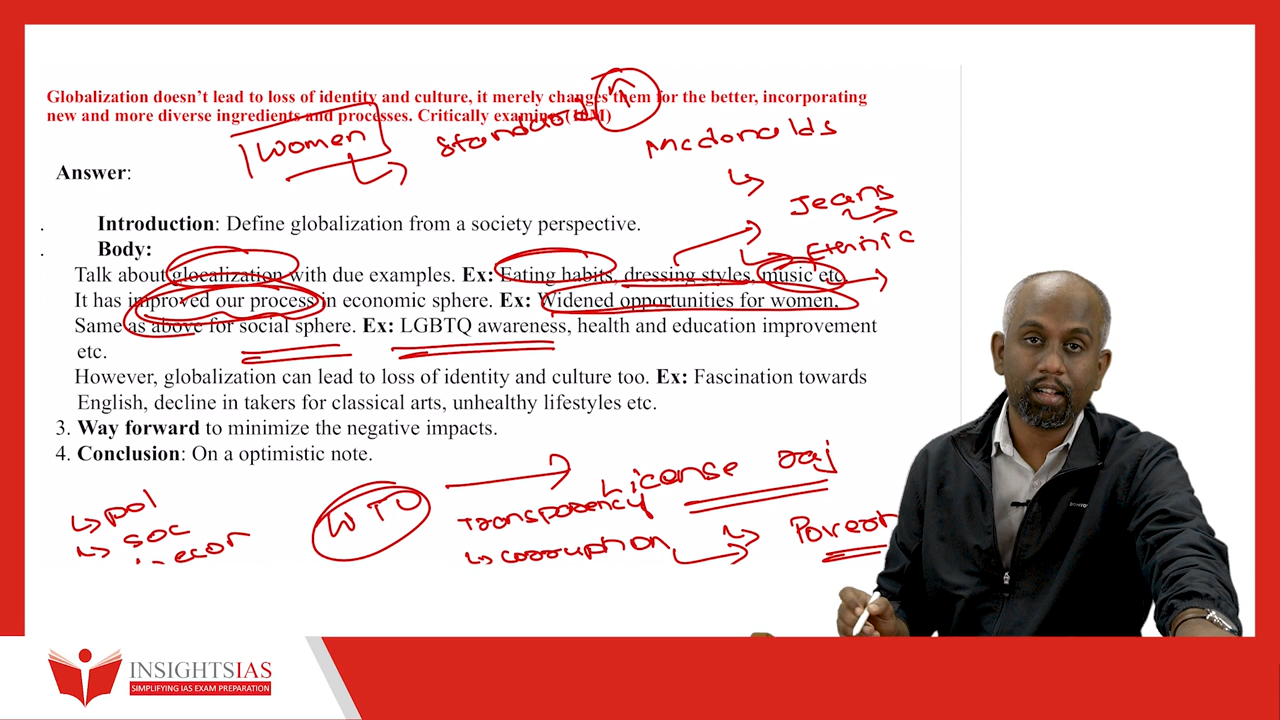 Globalization doesn't lead to loss of identity and culture, it merely changes them for the better, incorporating
new and more diverse ingredients and processes. Critically examine (10M)
Women
Standard
Mcdonalds
Answer:
Jeans
. Introduction: Define globalization from a society perspective.
Ethnic
. Body:
Talk about glocalization with due examples. Ex: Eating habits, dressing styles, music etc.
It has improved our process in economic sphere. Ex: Widened opportunities for women.
Same as above for social sphere. Ex: LGBTQ awareness, health and education improvement
etc.
However, globalization can lead to loss of identity and culture too. Ex: Fascination towards
English, decline in takers for classical arts, unhealthy lifestyles etc.
3. Way forward to minimize the negative impacts.
4. Conclusion: On a optimistic note.
License raj
pol
WTO
Transparency
soc
corruption
INSIGHTSIAS
SIMPLIFYING IAS EXAM PREPARATION